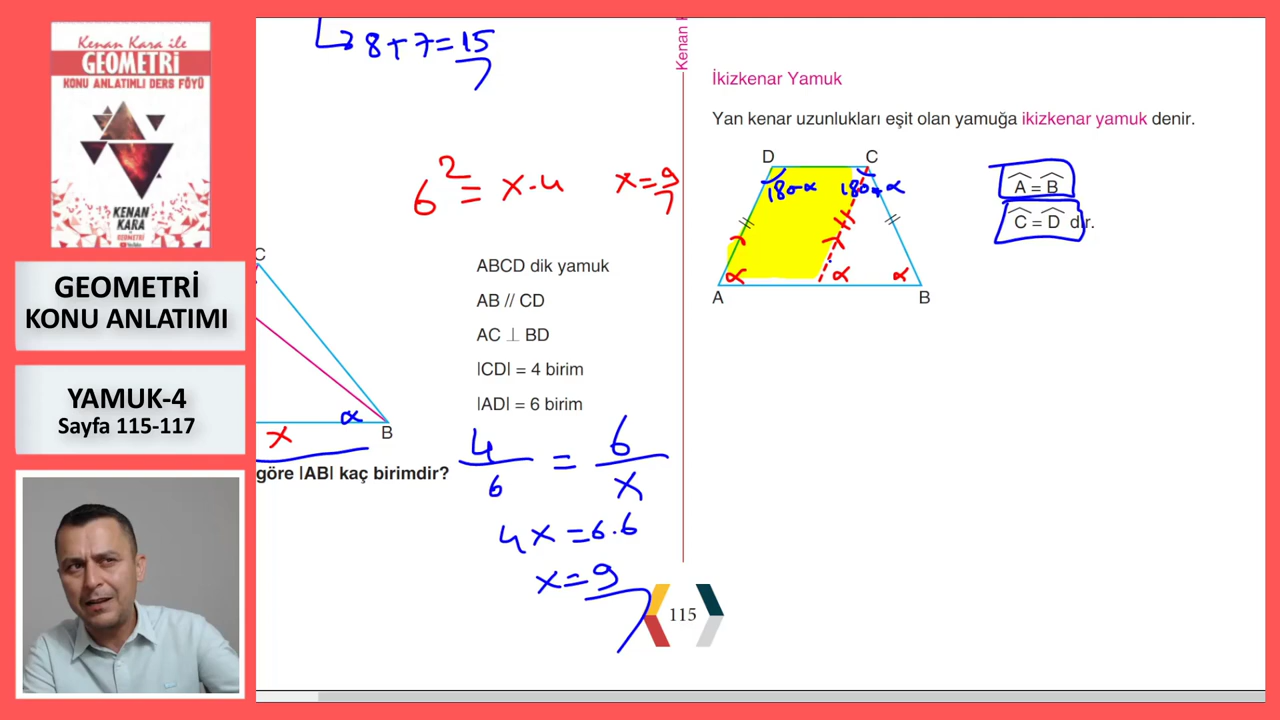 Kenan Kara ile
GEOMETRİ
KONU ANLATIMLI DERS FÖYÜ
KENAN
KARA
GEOMETRİ
GEOMETRİ
KONU ANLATIMI
YAMUK-4
Sayfa 115-117
8+7=15
6² = x·4
x=9
C
B
x
α
ABCD dik yamuk
AB // CD
AC ⊥ BD
|CD| = 4 birim
|AD| = 6 birim
göre |AB| kaç birimdir?
4/6 = 6/x
4x=6.6
x=9
Kenan
115
İkizkenar Yamuk
Yan kenar uzunlukları eşit olan yamuğa ikizkenar yamuk denir.
D C
180-α 180-α
α α α
A B
A = B
C = D dir.